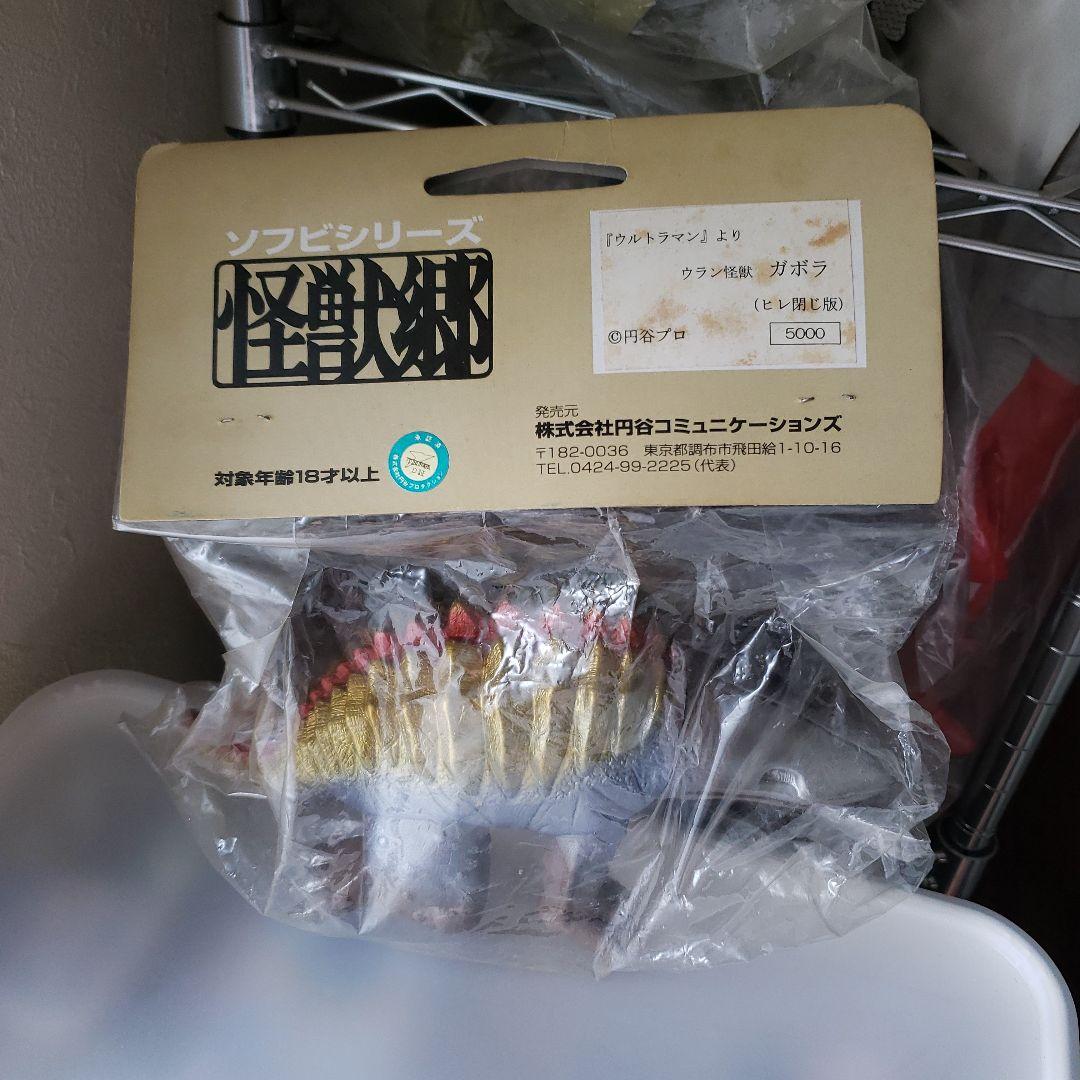 ソフビシリーズ
怪獣郷
『ウルトラマン』より
ウラン怪獣 ガボラ
(ヒレ閉じ版)
©円谷プロ 5000
発売元
株式会社円谷コミュニケーションズ
〒182-0036 東京都調布市飛田給1-10-16
TEL.0424-99-2225(代表)
対象年齢18才以上